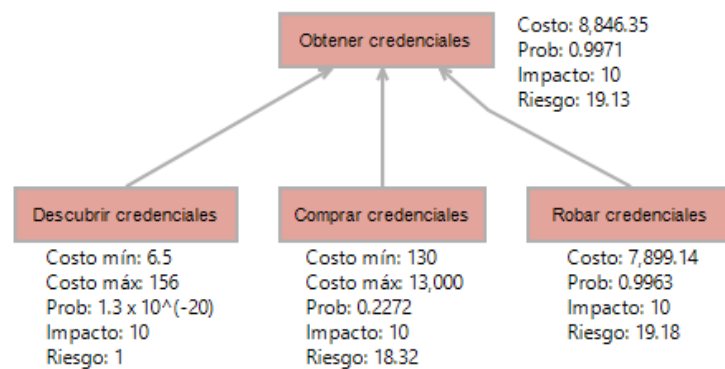 Obtener credenciales
Costo: 8,846.35
Prob: 0.9971
Impacto: 10
Riesgo: 19.13
Descubrir credenciales
Costo mín: 6.5
Costo máx: 156
Prob: 1.3 x 10^(-20)
Impacto: 10
Riesgo: 1
Comprar credenciales
Costo mín: 130
Costo máx: 13,000
Prob: 0.2272
Impacto: 10
Riesgo: 18.32
Robar credenciales
Costo: 7,899.14
Prob: 0.9963
Impacto: 10
Riesgo: 19.18